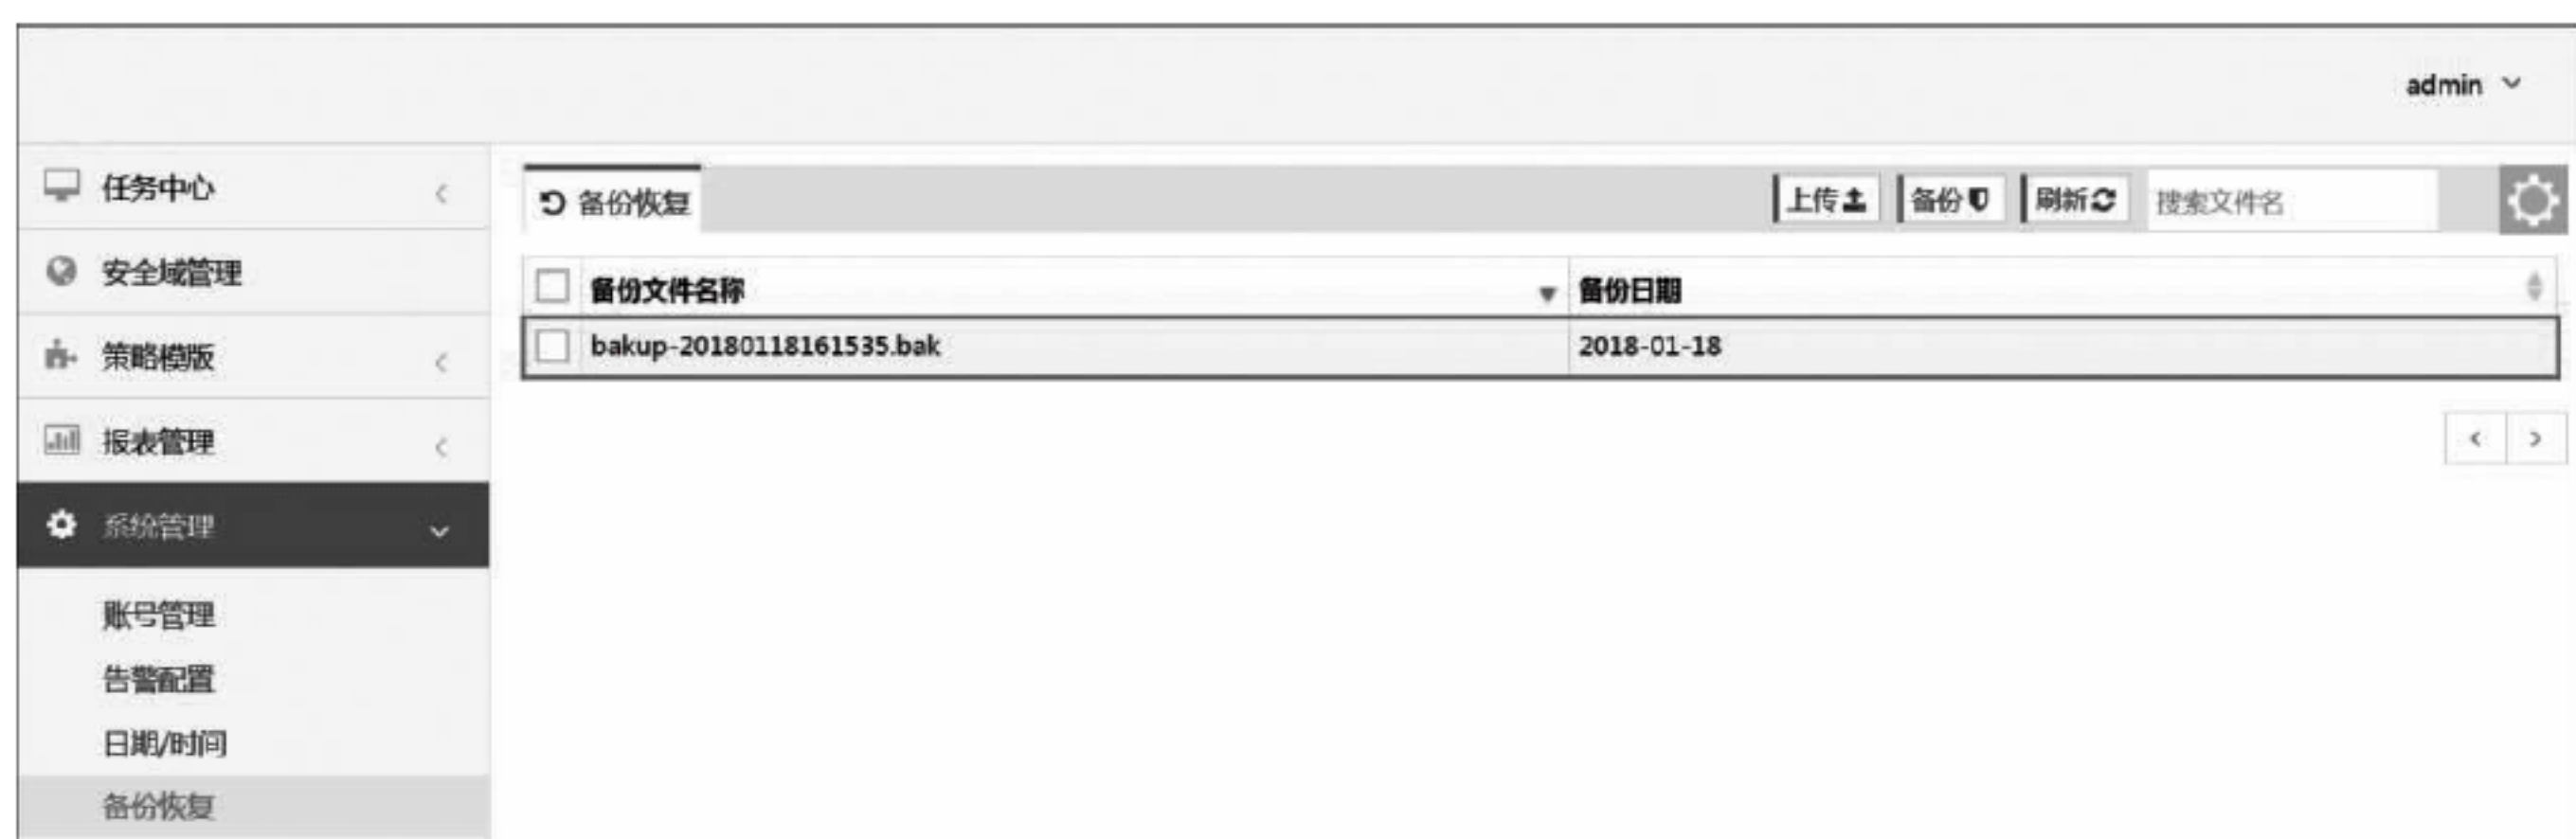 admin
任务中心
安全域管理
策略模版
报表管理
系统管理
账号管理
告警配置
日期/时间
备份恢复
备份恢复 上传 备份 刷新 搜索文件名
备份文件名称 备份日期
bakup-20180118161535.bak 2018-01-18